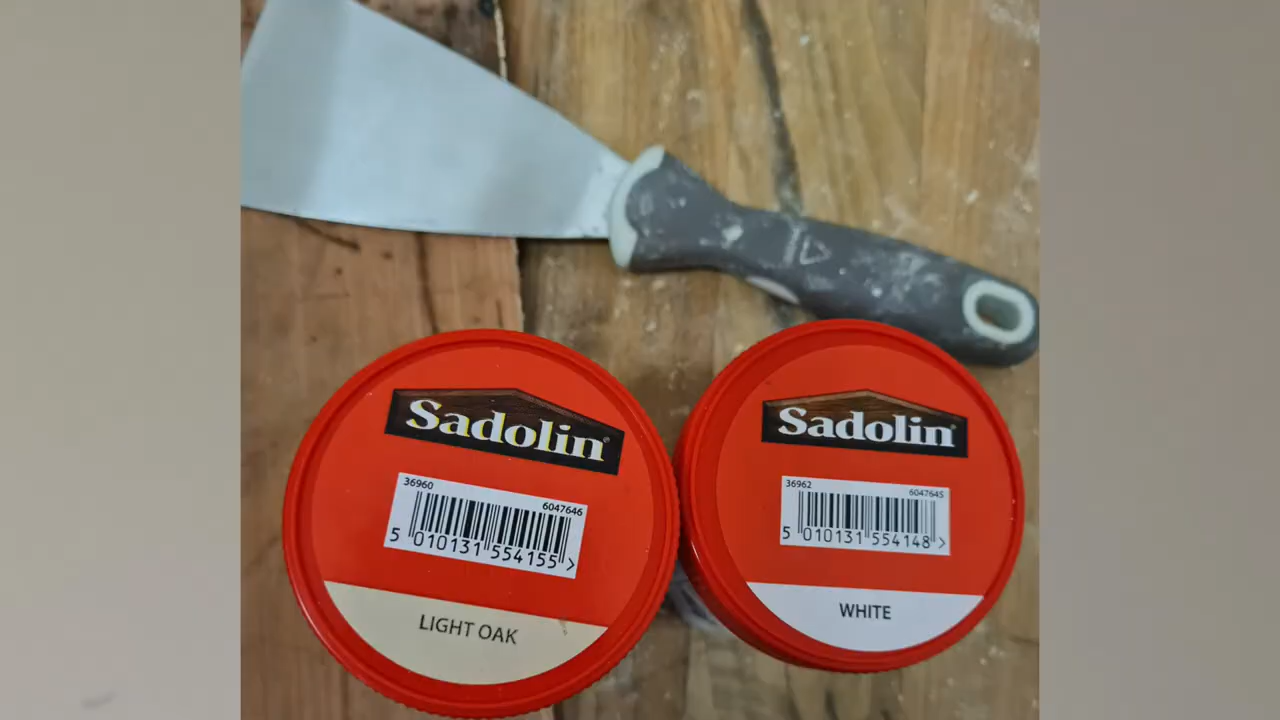 Sadolin
36960
6047646
5 010131 554155 >
LIGHT OAK
Sadolin
36962
6047645
5 010131 554148 >
WHITE